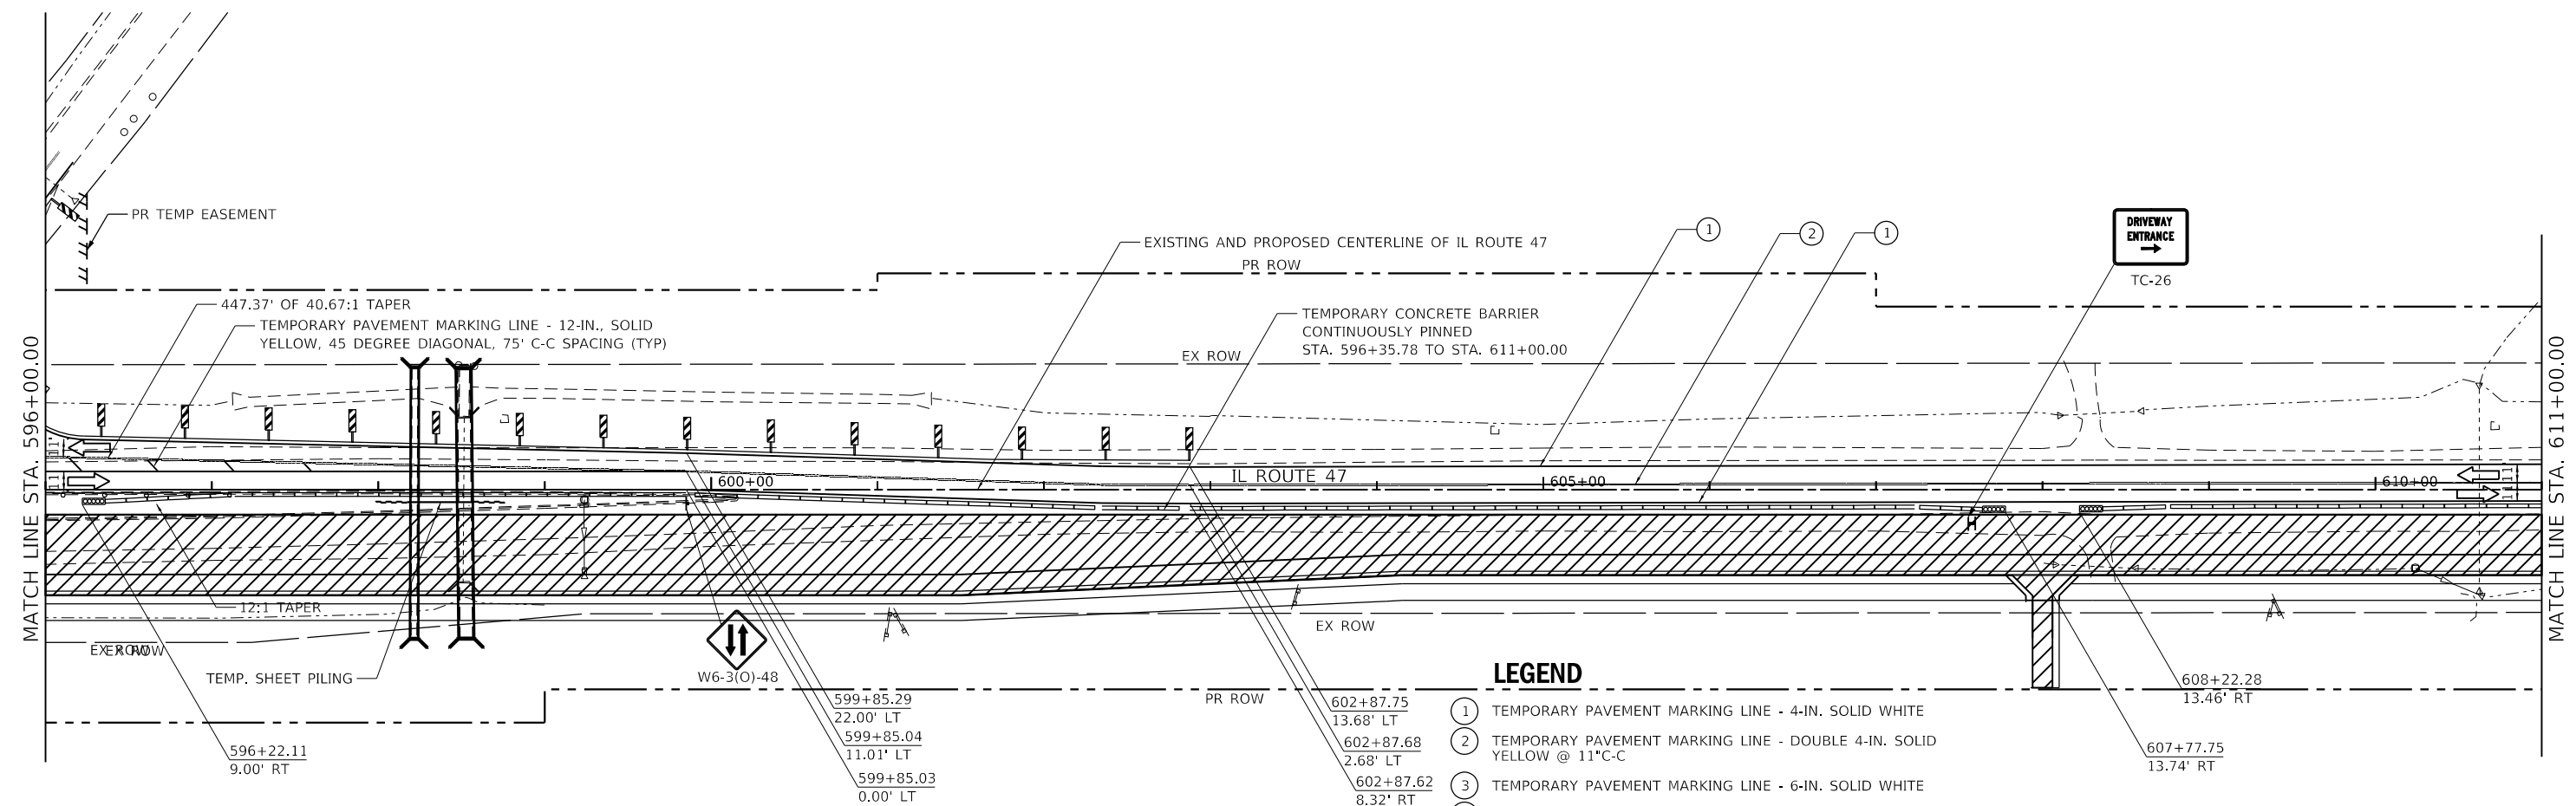 PR TEMP EASEMENT
DRIVEWAY
ENTRANCE
TC-26
EXISTING AND PROPOSED CENTERLINE OF IL ROUTE 47
1
2
1
PR ROW
447.37' OF 40.67:1 TAPER
TEMPORARY PAVEMENT MARKING LINE - 12-IN., SOLID
YELLOW, 45 DEGREE DIAGONAL, 75' C-C SPACING (TYP)
TEMPORARY CONCRETE BARRIER
CONTINUOUSLY PINNED
STA. 596+35.78 TO STA. 611+00.00
EX ROW
MATCH LINE STA. 596+00.00
MATCH LINE STA. 611+00.00
11'
11'
600+00
IL ROUTE 47
605+00
610+00
11'
11'
12:1 TAPER
EX ROW
EX ROW
EX ROW
TEMP. SHEET PILING
W6-3(O)-48
PR ROW
596+22.11
9.00' RT
599+85.29
22.00' LT
599+85.04
11.01' LT
599+85.03
0.00' LT
602+87.75
13.68' LT
602+87.68
2.68' LT
602+87.62
8.32' RT
608+22.28
13.46' RT
607+77.75
13.74' RT
LEGEND
1 TEMPORARY PAVEMENT MARKING LINE - 4-IN. SOLID WHITE
2 TEMPORARY PAVEMENT MARKING LINE - DOUBLE 4-IN. SOLID
YELLOW @ 11"C-C
3 TEMPORARY PAVEMENT MARKING LINE - 6-IN. SOLID WHITE